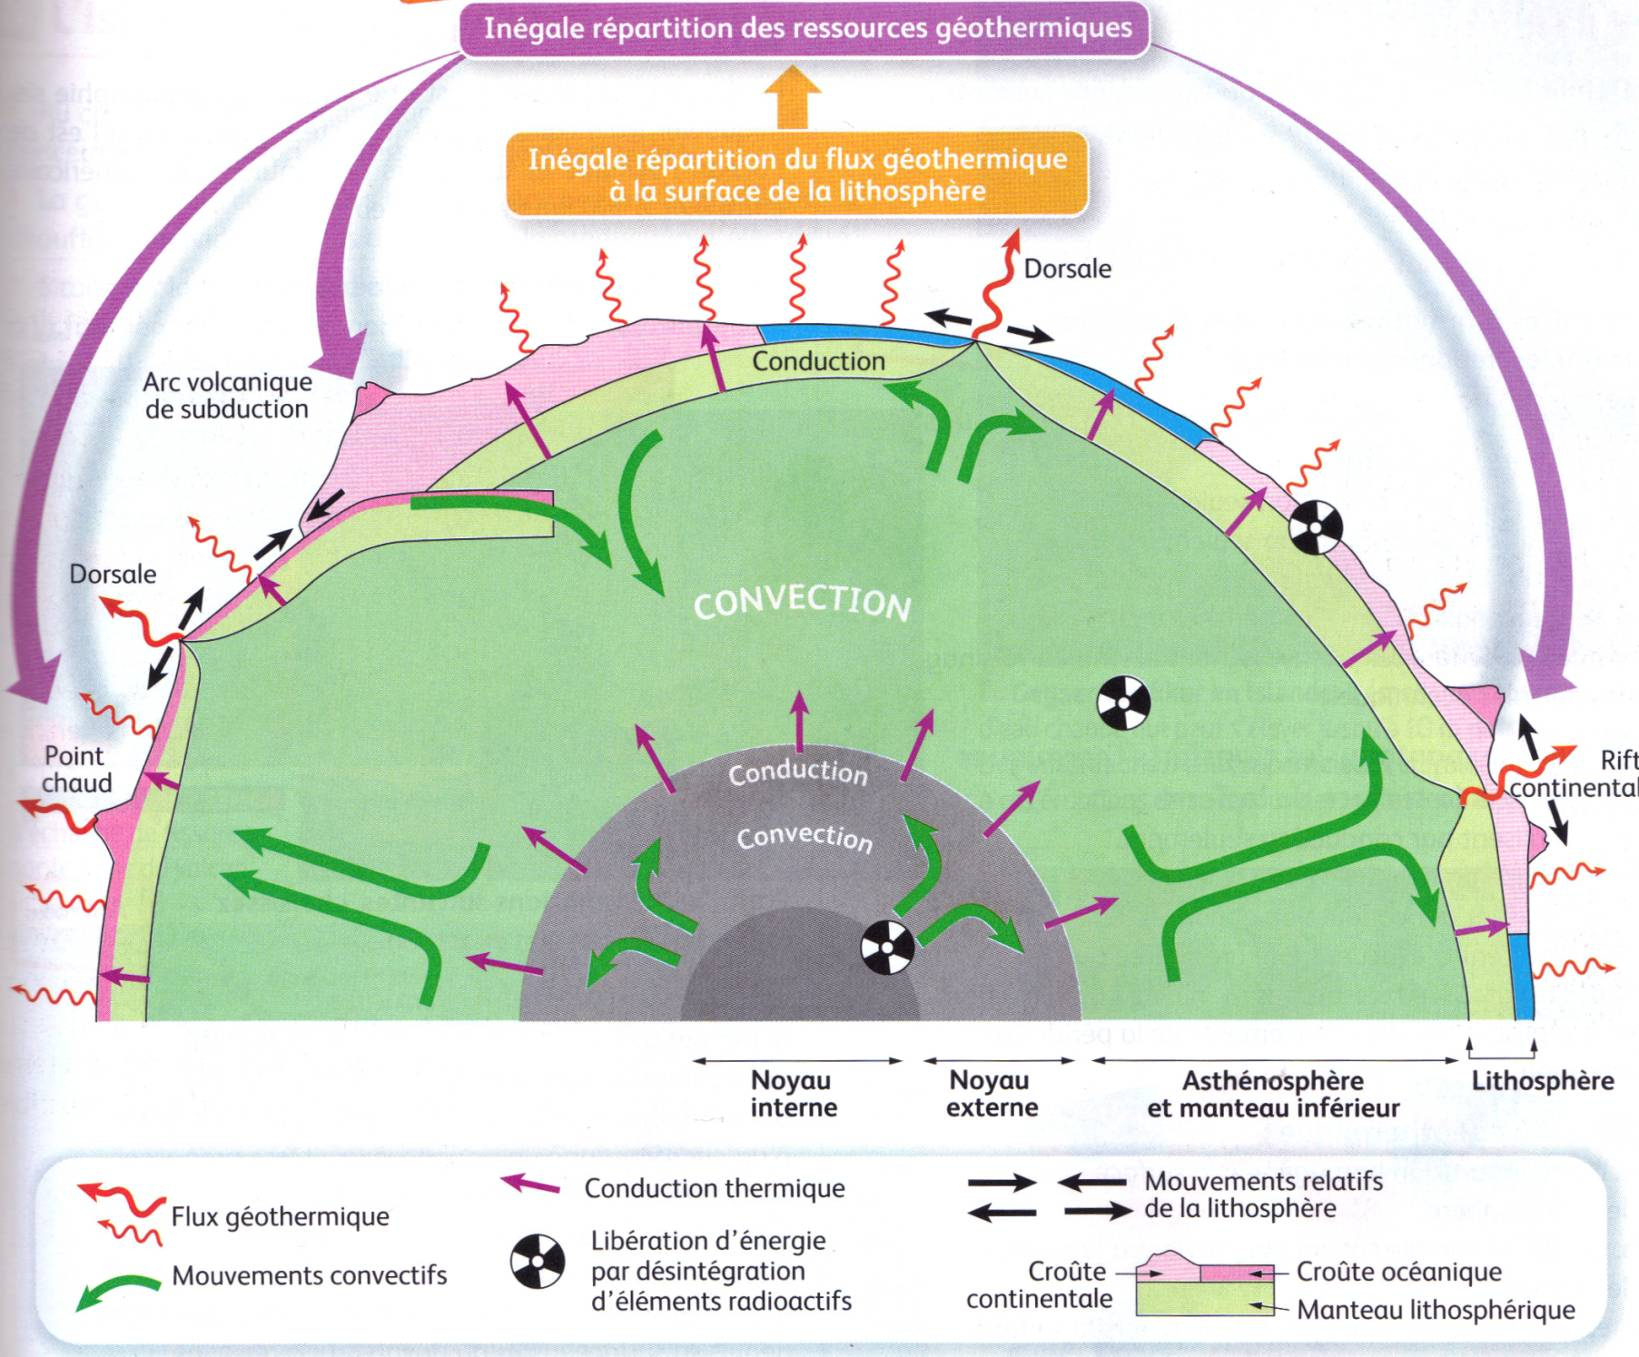 Inégale répartition des ressources géothermiques
Inégale répartition du flux géothermique
à la surface de la lithosphère
Dorsale
Conduction
Arc volcanique
de subduction
Dorsale
CONVECTION
Point
chaud
Rift
continental
Conduction
Convection
Noyau
interne
Noyau
externe
Asthénosphère
et manteau inférieur
Lithosphère
Flux géothermique
Mouvements convectifs
Conduction thermique
Libération d'énergie
par désintégration
d'éléments radioactifs
Mouvements relatifs
de la lithosphère
Croûte
continentale
Croûte océanique
Manteau lithosphérique